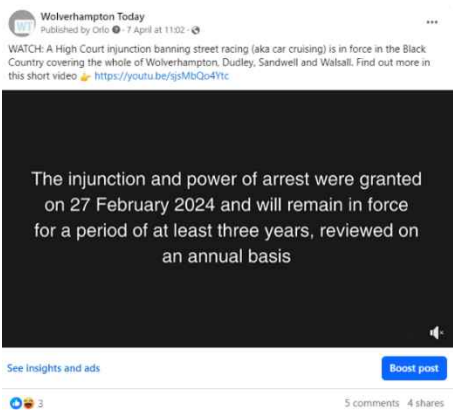 Wolverhampton Today
Published by Orlo · 7 April at 11:02 ·
WATCH: A High Court injunction banning street racing (aka car cruising) is in force in the Black
Country covering the whole of Wolverhampton, Dudley, Sandwell and Walsall. Find out more in
this short video 👉 https://youtu.be/sjsMbQo4Ytc
The injunction and power of arrest were granted
on 27 February 2024 and will remain in force
for a period of at least three years, reviewed on
an annual basis
See insights and ads
Boost post
3
5 comments 4 shares